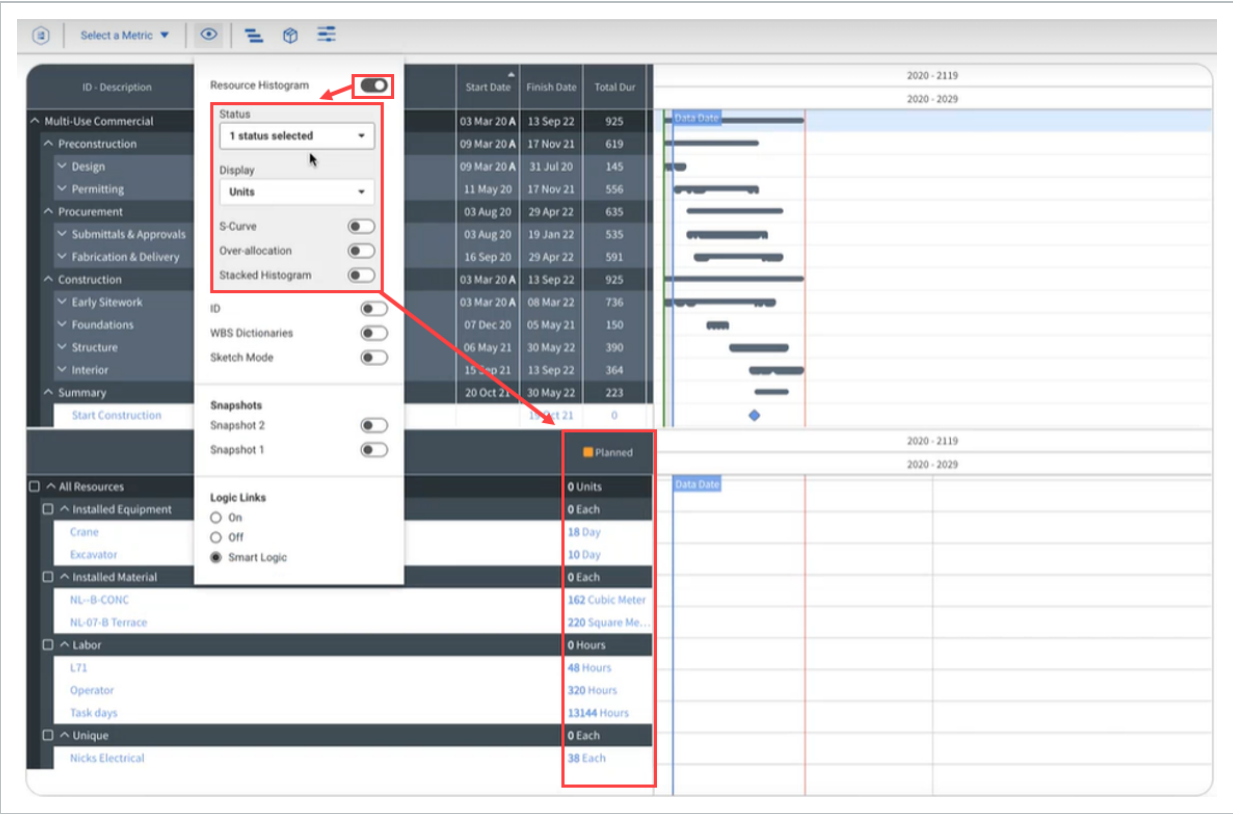 Select a Metric
2020 - 2119
ID - Description
Start Date Finish Date Total Dur
2020 - 2029
Resource Histogram
Status
1 status selected
Display
Units
S-Curve
Over-allocation
Stacked Histogram
ID
WBS Dictionaries
Sketch Mode
Snapshots
Snapshot 2
Snapshot 1
Logic Links
On
Off
Smart Logic
Multi-Use Commercial 03 Mar 20 A 13 Sep 22 925 Data Date
Preconstruction 09 Mar 20 A 17 Nov 21 619
Design 09 Mar 20 A 31 Jul 20 145
Permitting 11 May 20 17 Nov 21 556
Procurement 03 Aug 20 29 Apr 22 635
Submittals & Approvals 03 Aug 20 19 Jan 22 535
Fabrication & Delivery 16 Sep 20 29 Apr 22 591
Construction 03 Mar 20 A 13 Sep 22 925
Early Sitework 03 Mar 20 A 08 Mar 22 736
Foundations 07 Dec 20 05 May 21 150
Structure 06 May 21 30 May 22 390
Interior 15 Sep 21 13 Sep 22 364
Summary 20 Oct 21 30 May 22 223
Start Construction Oct 21 0
2020 - 2119
Planned
2020 - 2029
All Resources 0 Units Data Date
Installed Equipment 0 Each
Crane 18 Day
Excavator 10 Day
Installed Material 0 Each
NL--B-CONC 162 Cubic Meter
NL-07-B Terrace 220 Square Me...
Labor 0 Hours
L71 48 Hours
Operator 320 Hours
Task days 13144 Hours
Unique 0 Each
Nicks Electrical 38 Each